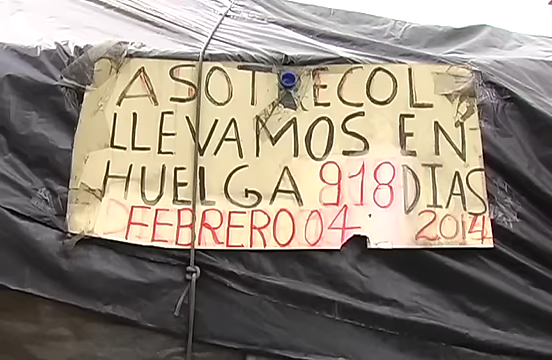 ASOTRECOL
LLEVAMOS EN
HUELGA 918 DIAS
FEBRERO 04 2014